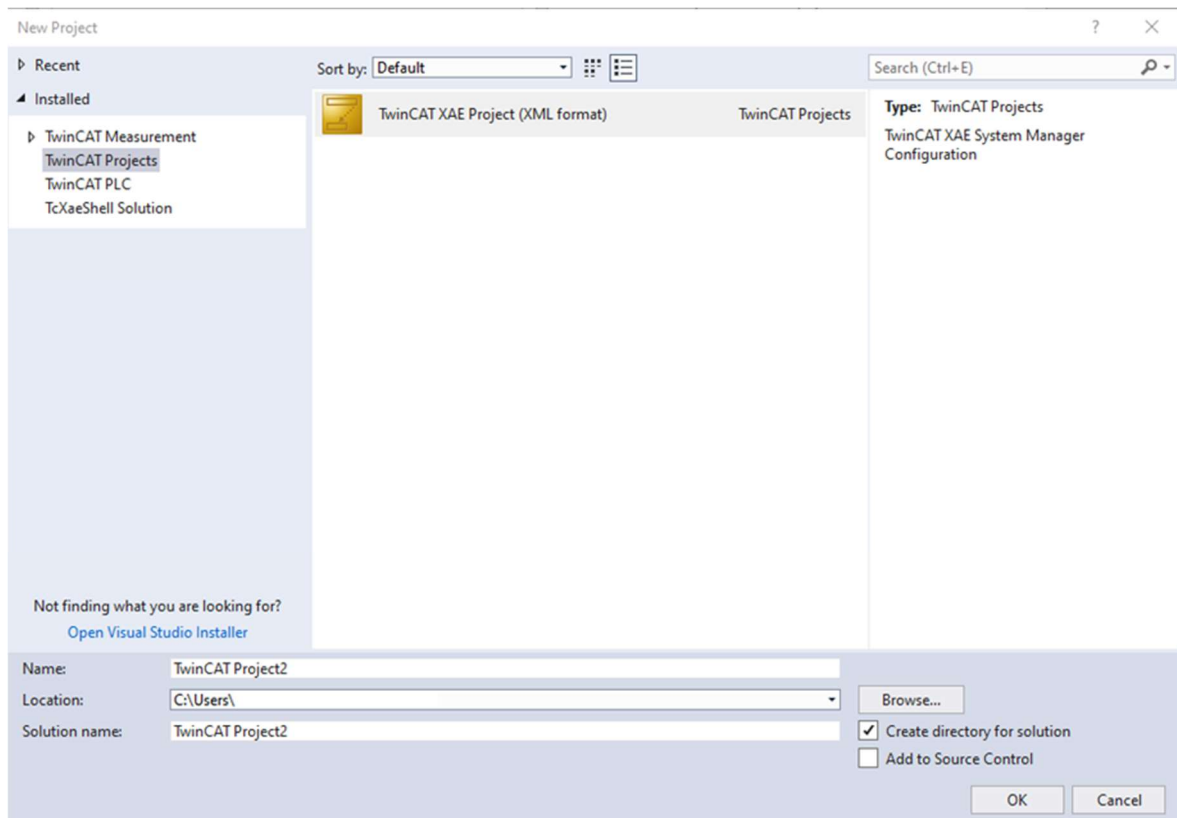 New Project
Recent
Installed
TwinCAT Measurement
TwinCAT Projects
TwinCAT PLC
TcXaeShell Solution
Not finding what you are looking for?
Open Visual Studio Installer
Sort by: Default
TwinCAT XAE Project (XML format) TwinCAT Projects
Search (Ctrl+E)
Type: TwinCAT Projects
TwinCAT XAE System Manager
Configuration
Name: TwinCAT Project2
Location: C:\Users\ Browse...
Solution name: TwinCAT Project2 Create directory for solution
Add to Source Control
OK Cancel